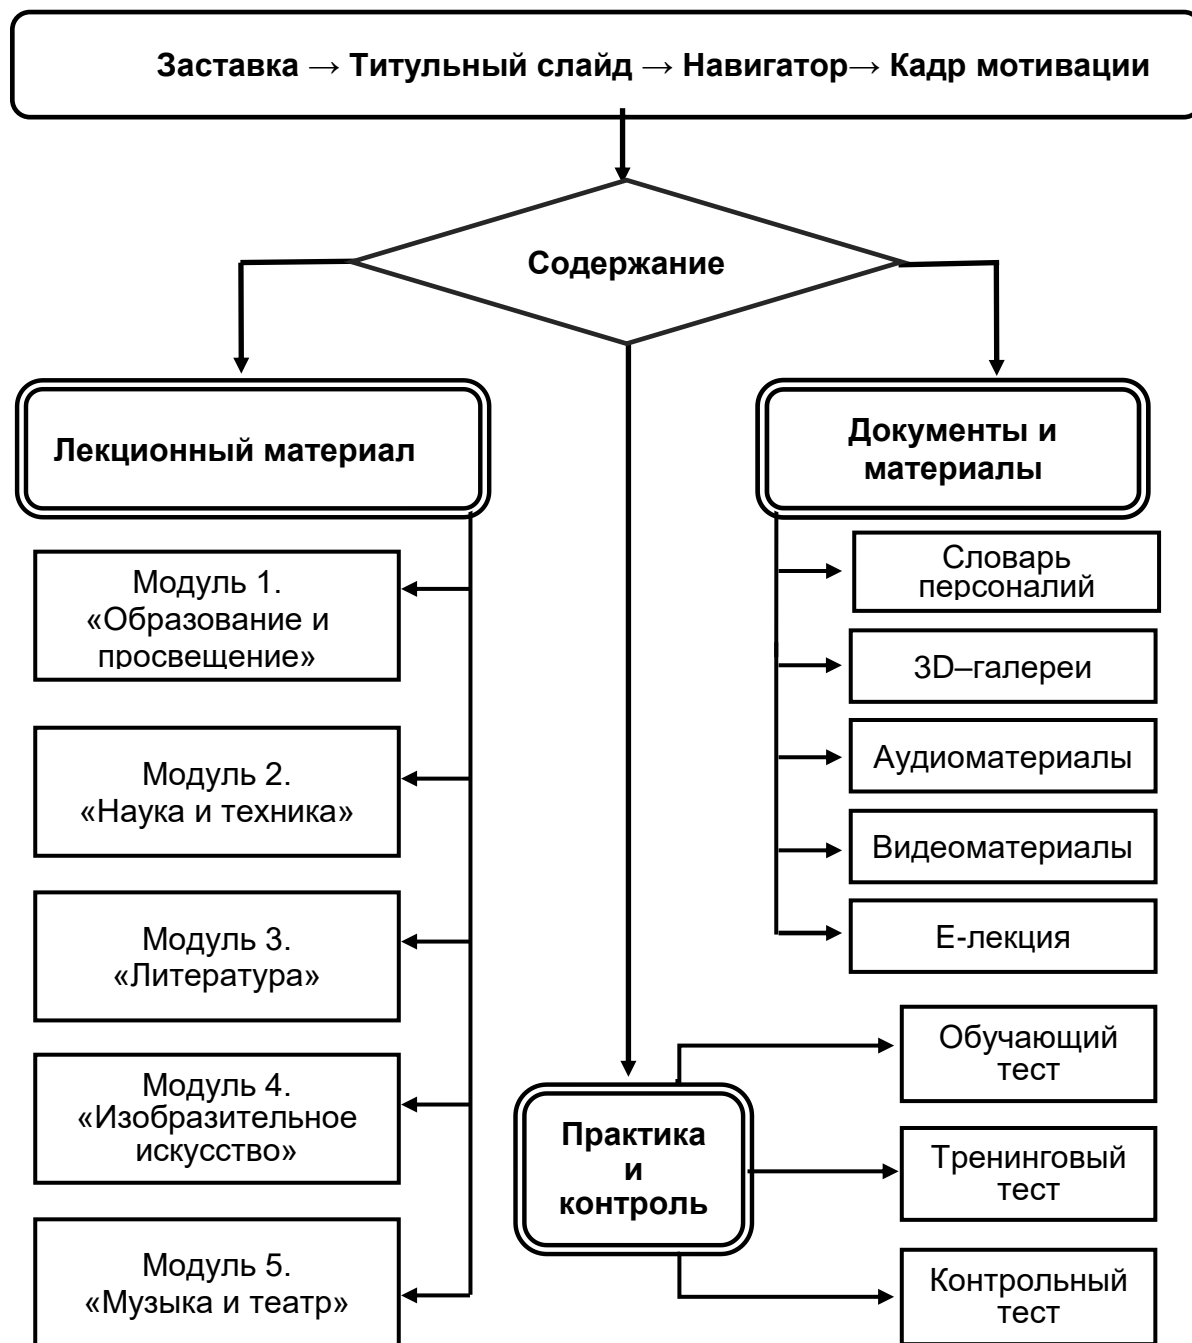 Заставка → Титульный слайд → Навигатор→ Кадр мотивации
Содержание
Лекционный материал
Модуль 1.
«Образование и
просвещение»
Модуль 2.
«Наука и техника»
Модуль 3.
«Литература»
Модуль 4.
«Изобразительное
искусство»
Модуль 5.
«Музыка и театр»
Документы и
материалы
Словарь
персоналий
3D–галереи
Аудиоматериалы
Видеоматериалы
Е-лекция
Практика
и
контроль
Обучающий
тест
Тренинговый
тест
Контрольный
тест